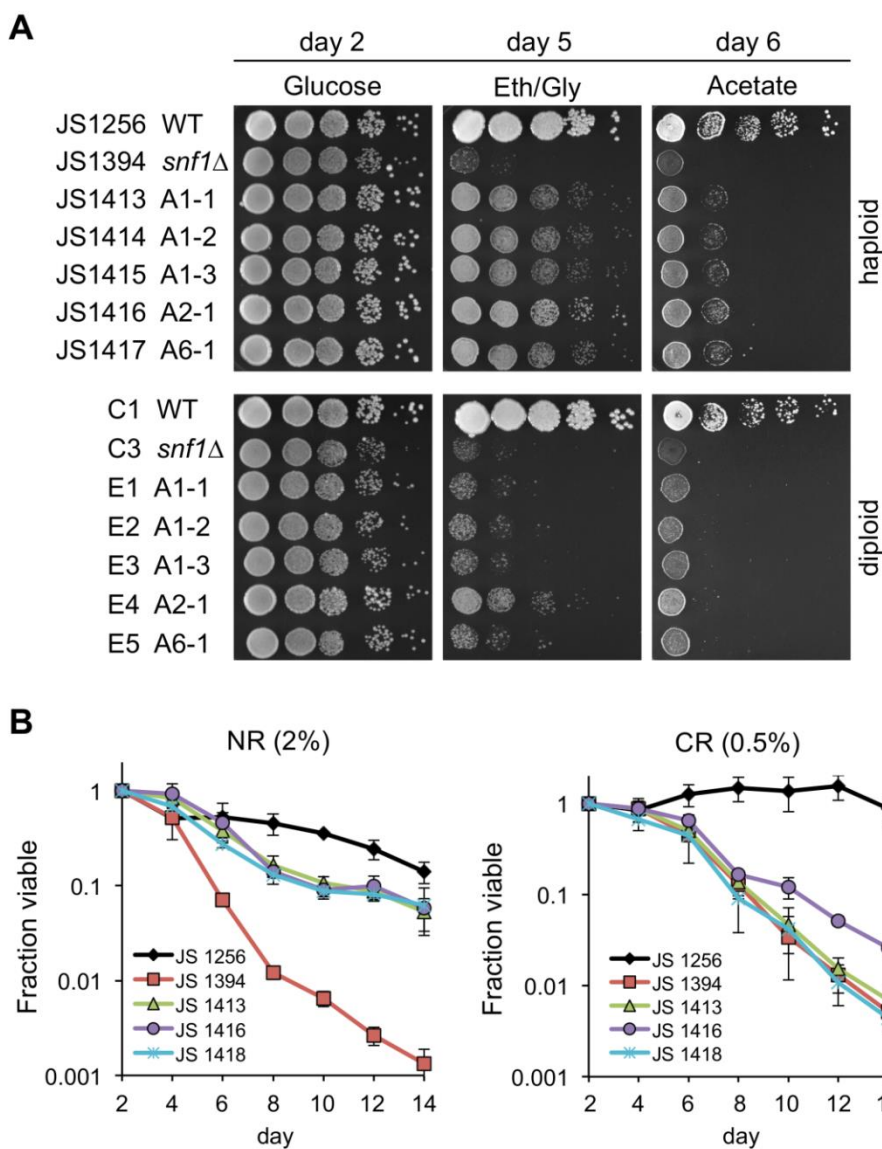 A
day 2 day 5 day 6
Glucose Eth/Gly Acetate
JS1256 WT
JS1394 snf1Δ
JS1413 A1-1
JS1414 A1-2
JS1415 A1-3
JS1416 A2-1
JS1417 A6-1
haploid
C1 WT
C3 snf1Δ
E1 A1-1
E2 A1-2
E3 A1-3
E4 A2-1
E5 A6-1
diploid
B
NR (2%)
Fraction viable
1
0.1
0.01
0.001
JS 1256
JS 1394
JS 1413
JS 1416
JS 1418
2 4 6 8 10 12 14
day
CR (0.5%)
Fraction viable
1
0.1
0.01
0.001
JS 1256
JS 1394
JS 1413
JS 1416
JS 1418
2 4 6 8 10 12
day